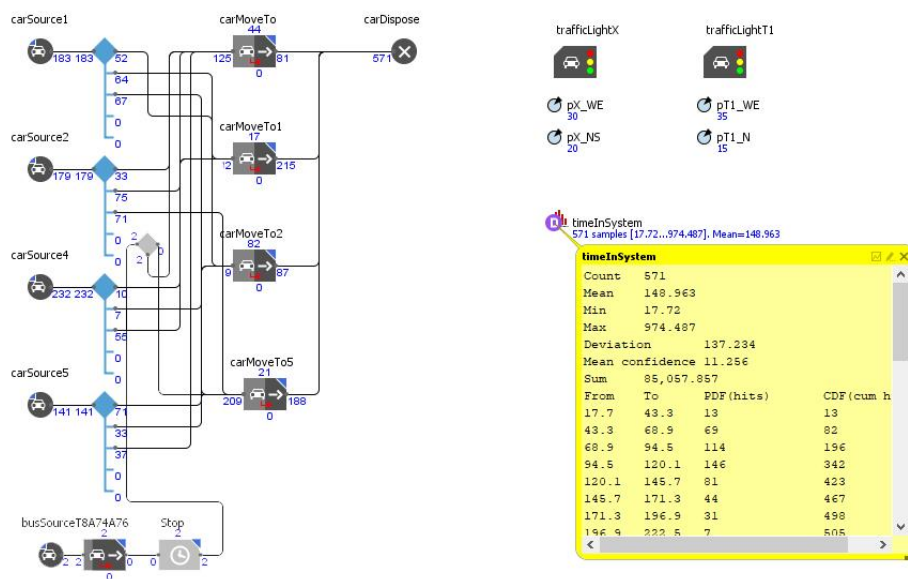 carSource1
183 183
52
64
67
0
0
carSource2
179 179
33
75
71
0
0
carSource4
232 232
10
7
55
0
0
carSource5
141 141
71
33
37
0
0
2
0
2
busSourceT8A74A76
2
2 2
0
0
Stop
2
0
2
carMoveTo
44
125
81
0
carMoveTo1
17
215
0
carMoveTo2
82
87
0
carMoveTo5
21
209
188
0
carDispose
571
trafficLightX
trafficLightT1
pX_WE
30
pT1_WE
35
pX_NS
20
pT1_N
15
timeInSystem
571 samples [17.72...974.487]. Mean=148.963
timeInSystem
Count 571
Mean 148.963
Min 17.72
Max 974.487
Deviation 137.234
Mean confidence 11.256
Sum 85,057.857
From To PDF(hits) CDF(cum h
17.7 43.3 13 13
43.3 68.9 69 82
68.9 94.5 114 196
94.5 120.1 146 342
120.1 145.7 81 423
145.7 171.3 44 467
171.3 196.9 31 498
196.9 222.5 7 505